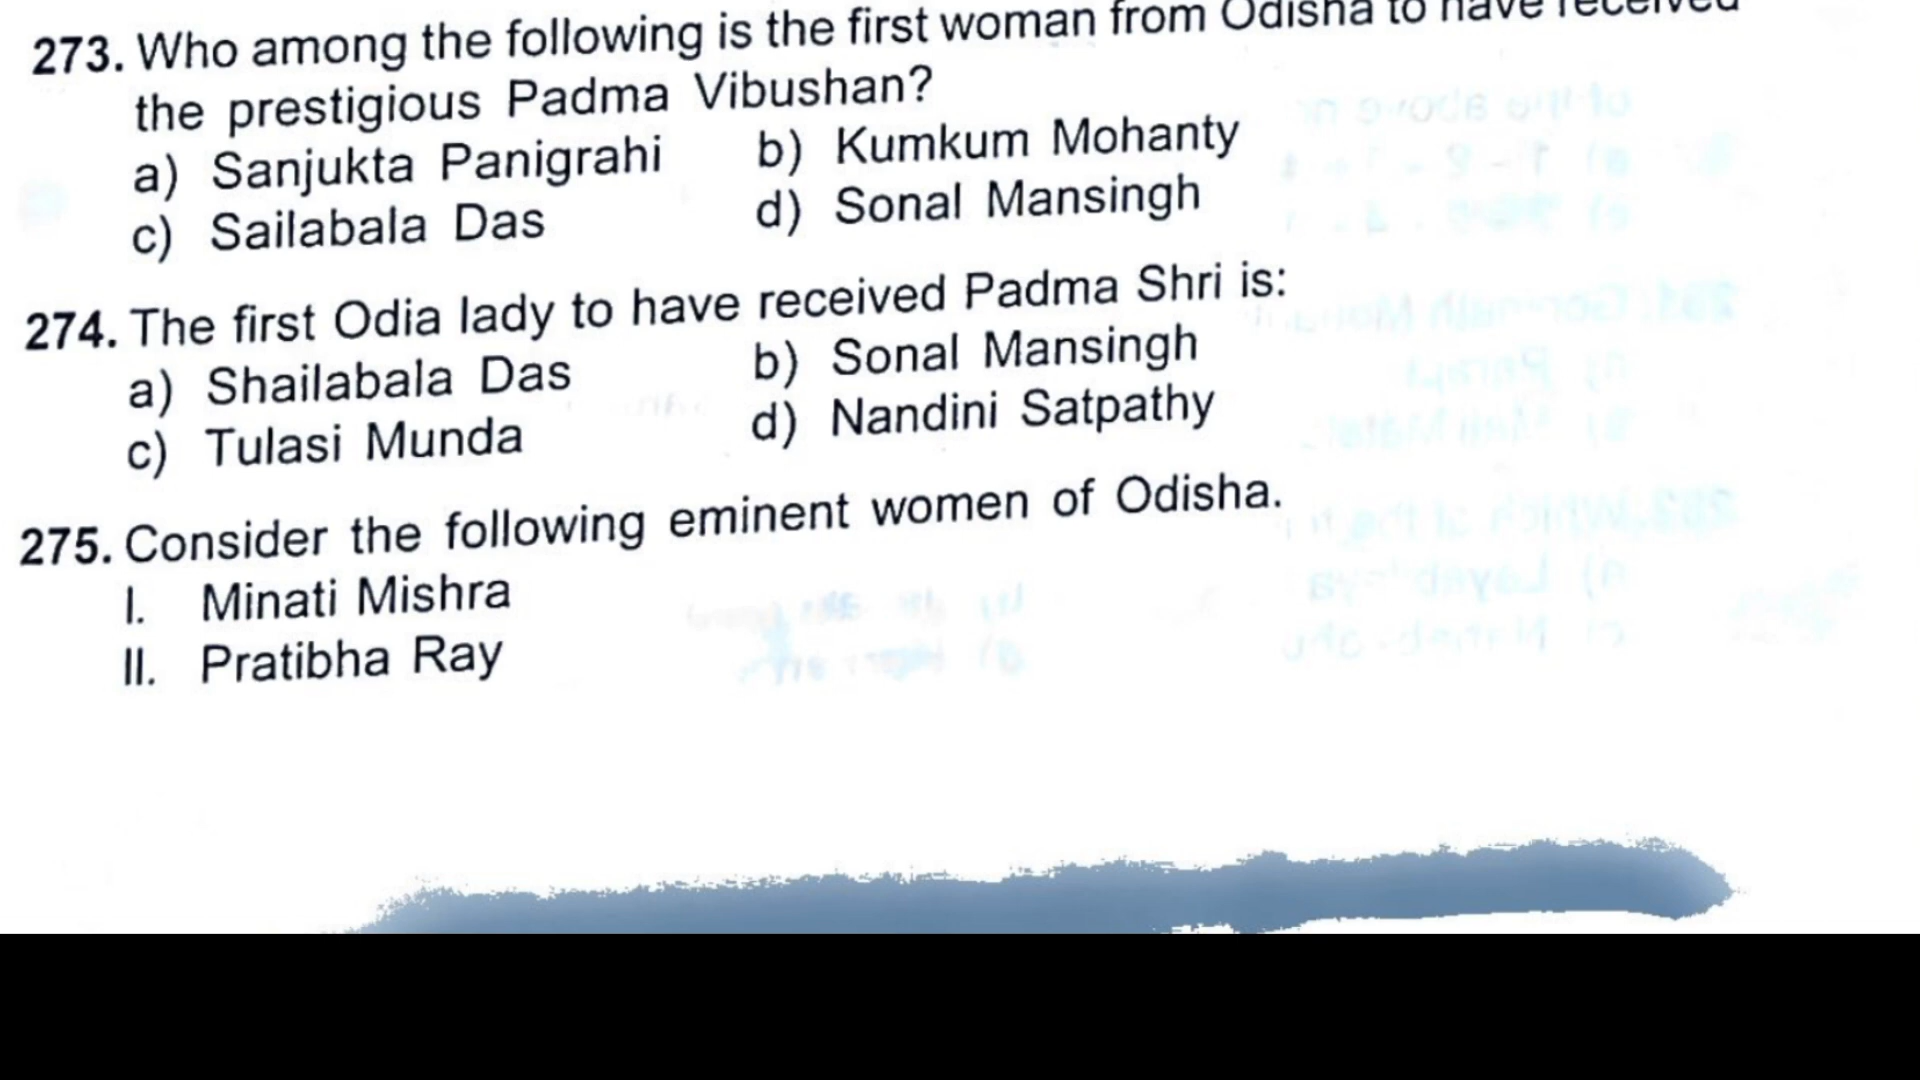 273. Who among the following is the first woman from Odisha to have received
the prestigious Padma Vibushan?
a) Sanjukta Panigrahi b) Kumkum Mohanty
c) Sailabala Das d) Sonal Mansingh
274. The first Odia lady to have received Padma Shri is:
a) Shailabala Das b) Sonal Mansingh
c) Tulasi Munda d) Nandini Satpathy
275. Consider the following eminent women of Odisha.
I. Minati Mishra
II. Pratibha Ray